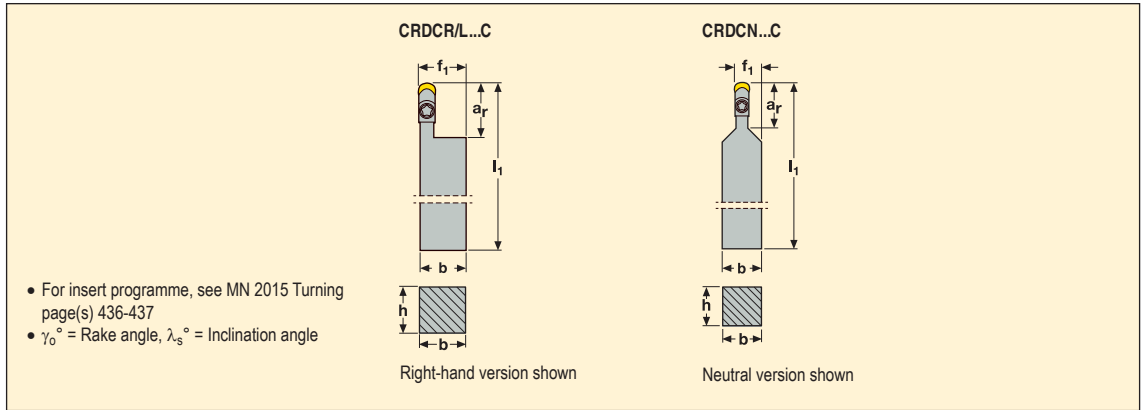 CRDCR/L...C
CRDCN...C
f₁
aᵣ
l₁
b
h
b
f₁
aᵣ
l₁
b
h
b
• For insert programme, see MN 2015 Turning
page(s) 436-437
• γₒ° = Rake angle, λₛ° = Inclination angle
Right-hand version shown
Neutral version shown